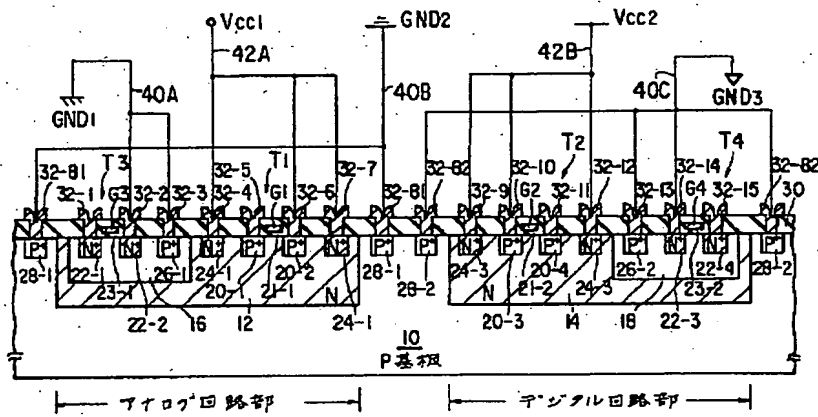 Vcc1 GND2 Vcc2
42A 42B
40A 40B 40C
GND1 GND3
T3 T1 T2 T4
32-81 32-1 G3 32-2 32-3 32-4 32-5 G1 32-6 32-7 32-81 32-82 32-9 32-10 G2 32-11 32-12 32-13 32-14 G4 32-15 32-82 30
P+ N+ N+ P+ N+ P+ P+ N+ P+ P+ N+ P+ P+ N+ P+ N+ N+ P+
28-1 22-1 26-1 24-1 20-2 28-1 24-3 20-4 26-2 22-4 28-2
23-1 20-1 21-1 N 28-2 N 21-2 24-3 23-2
22-2 16 12 24-1 20-3 14 18 22-3
10
P基板
アナログ回路部 デジタル回路部